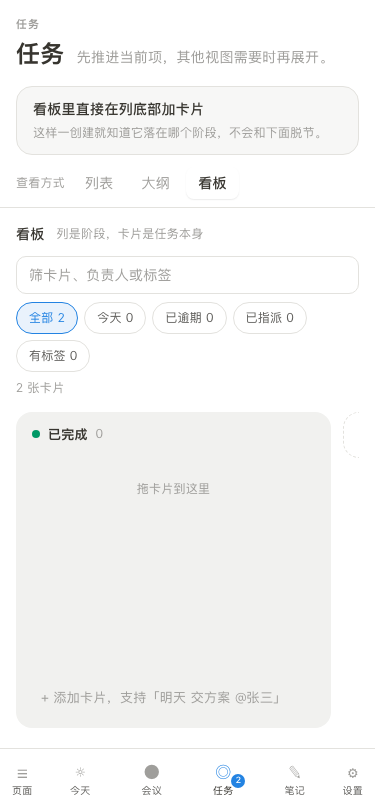 任务
任务 先推进当前项，其他视图需要时再展开。
看板里直接在列底部加卡片
这样一创建就知道它落在哪个阶段，不会和下面脱节。
查看方式 列表 大纲 看板
看板 列是阶段，卡片是任务本身
筛卡片、负责人或标签
全部 2 今天 0 已逾期 0 已指派 0
有标签 0
2 张卡片
已完成 0
拖卡片到这里
+ 添加卡片，支持「明天 交方案 @张三」
2
页面 今天 会议 任务 笔记 设置